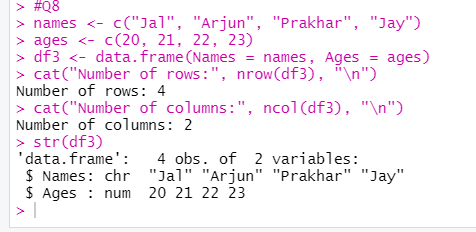 > #Q8
> names <- c("Jal", "Arjun", "Prakhar", "Jay")
> ages <- c(20, 21, 22, 23)
> df3 <- data.frame(Names = names, Ages = ages)
> cat("Number of rows:", nrow(df3), "\n")
Number of rows: 4
> cat("Number of columns:", ncol(df3), "\n")
Number of columns: 2
> str(df3)
'data.frame':	4 obs. of  2 variables:
 $ Names: chr  "Jal" "Arjun" "Prakhar" "Jay"
 $ Ages : num  20 21 22 23
>